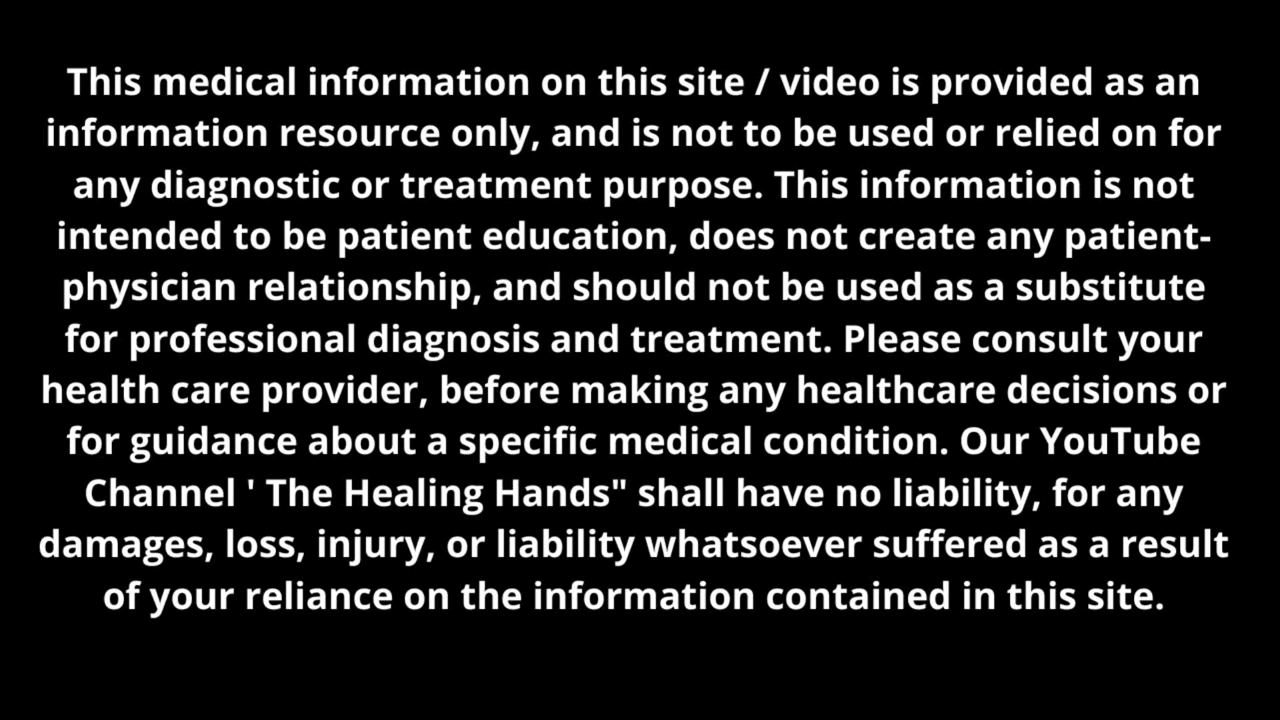 This medical information on this site / video is provided as an
information resource only, and is not to be used or relied on for
any diagnostic or treatment purpose. This information is not
intended to be patient education, does not create any patient-
physician relationship, and should not be used as a substitute
for professional diagnosis and treatment. Please consult your
health care provider, before making any healthcare decisions or
for guidance about a specific medical condition. Our YouTube
Channel ' The Healing Hands" shall have no liability, for any
damages, loss, injury, or liability whatsoever suffered as a result
of your reliance on the information contained in this site.